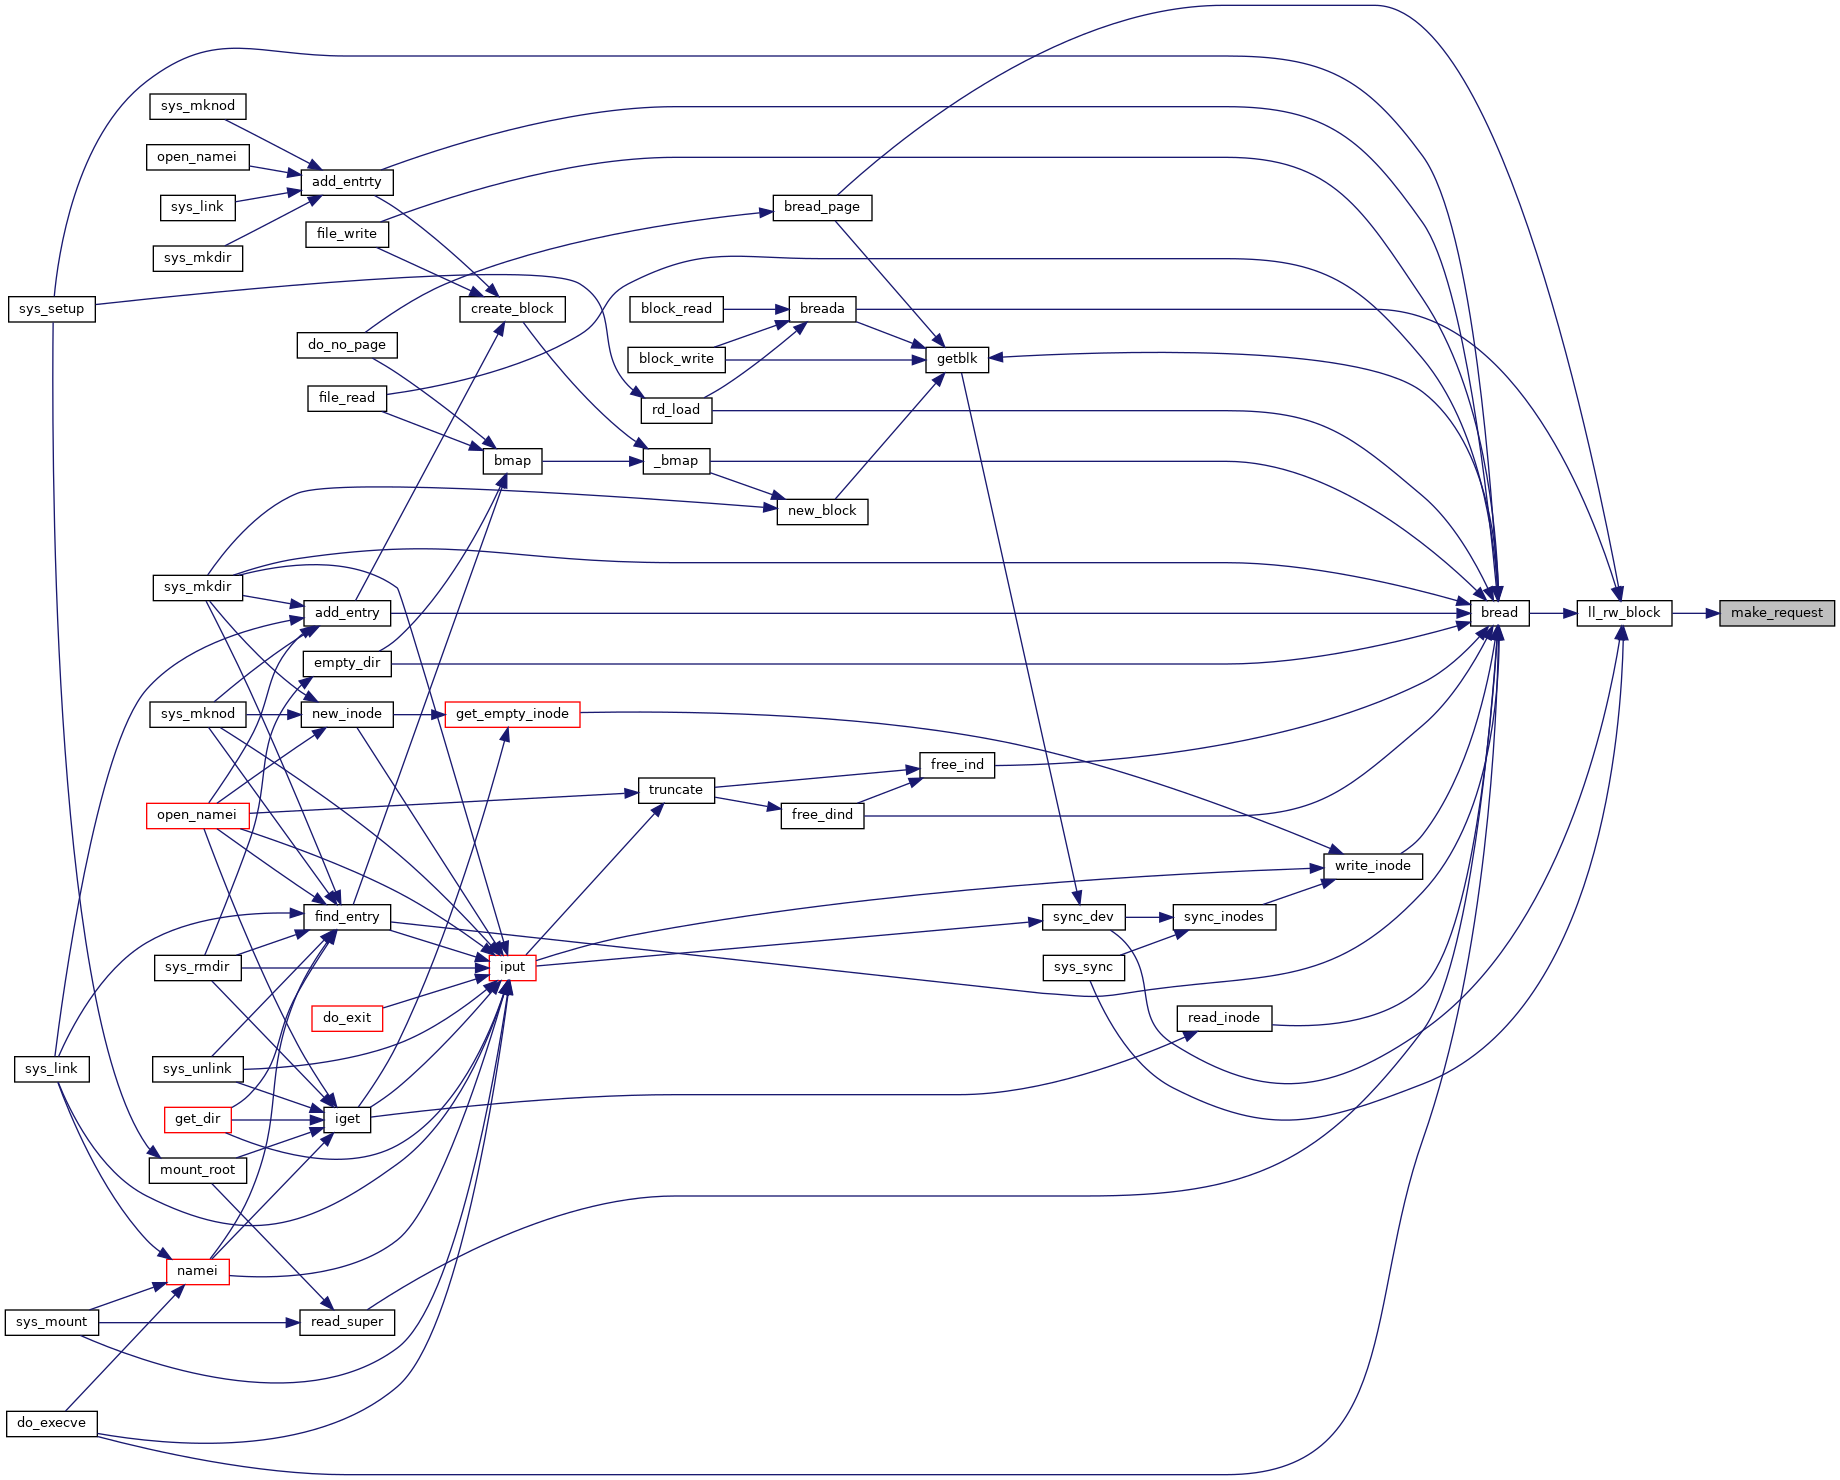 sys_mknod
open_namei
add_entrty
sys_link
bread_page
file_write
sys_mkdir
sys_setup
create_block
block_read
breada
do_no_page
block_write
getblk
file_read
rd_load
bmap
_bmap
new_block
sys_mkdir
add_entry
bread
ll_rw_block
make_request
empty_dir
sys_mknod
new_inode
get_empty_inode
free_ind
truncate
open_namei
free_dind
write_inode
find_entry
sync_dev
sync_inodes
sys_rmdir
iput
sys_sync
do_exit
read_inode
sys_link
sys_unlink
get_dir
iget
mount_root
namei
sys_mount
read_super
do_execve